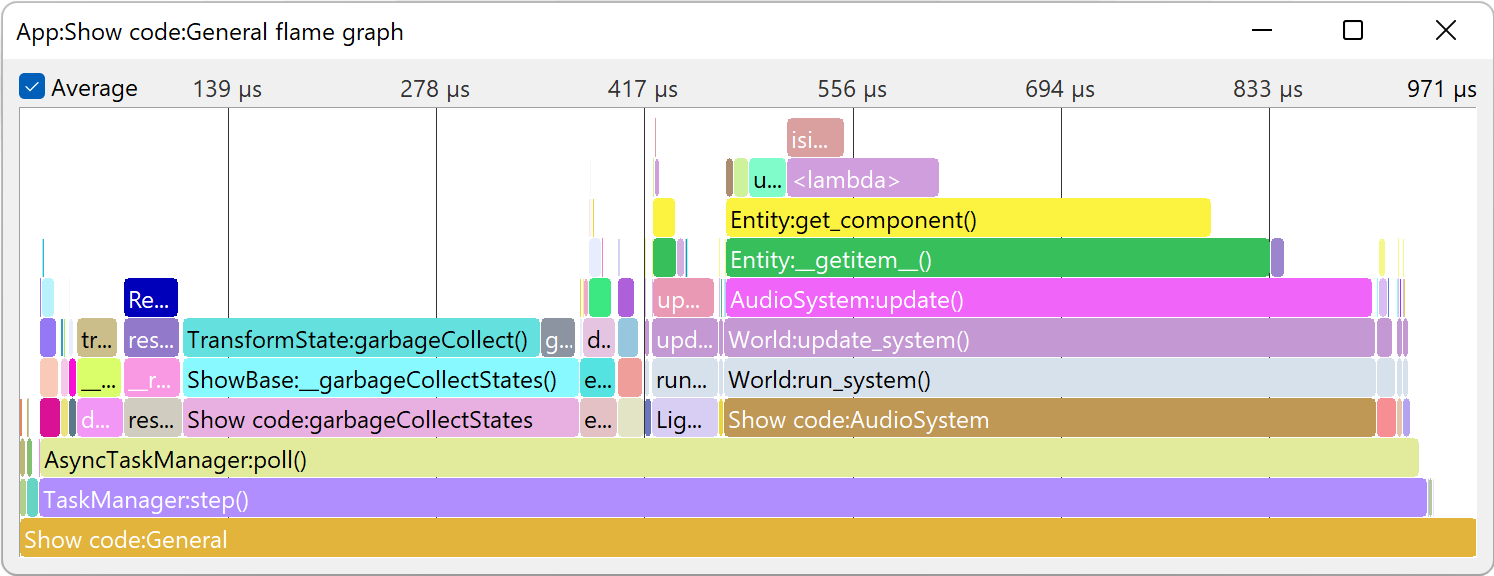 App:Show code:General flame graph
Average 139 µs 278 µs 417 µs 556 µs 694 µs 833 µs 971 µs
isi...
u... <lambda>
Entity:get_component()
Entity:__getitem__()
Re... up... AudioSystem:update()
tr... res... TransformState:garbageCollect() g... d... upd... World:update_system()
__... __r... ShowBase:__garbageCollectStates() e... run... World:run_system()
d... res... Show code:garbageCollectStates e... Lig... Show code:AudioSystem
AsyncTaskManager:poll()
TaskManager:step()
Show code:General